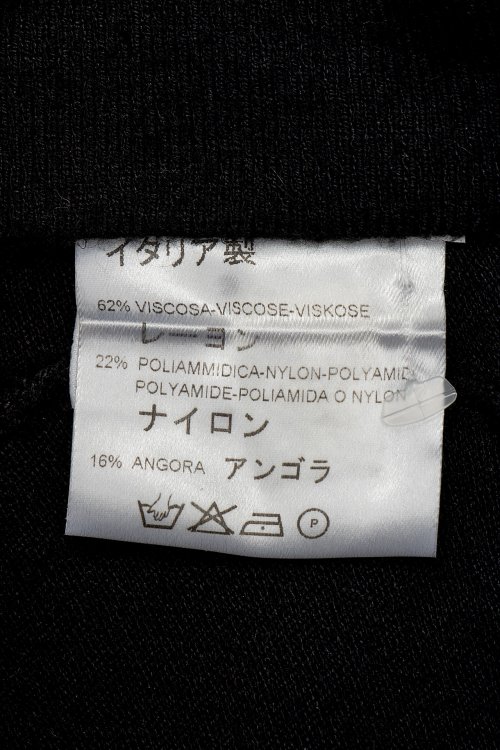 イタリア製
62% VISCOSA-VISCOSE-VISKOSE
レーヨン
22% POLIAMMIDICA-NYLON-POLYAMID
POLYAMIDE-POLIAMIDA O NYLON
ナイロン
16% ANGORA アンゴラ
P